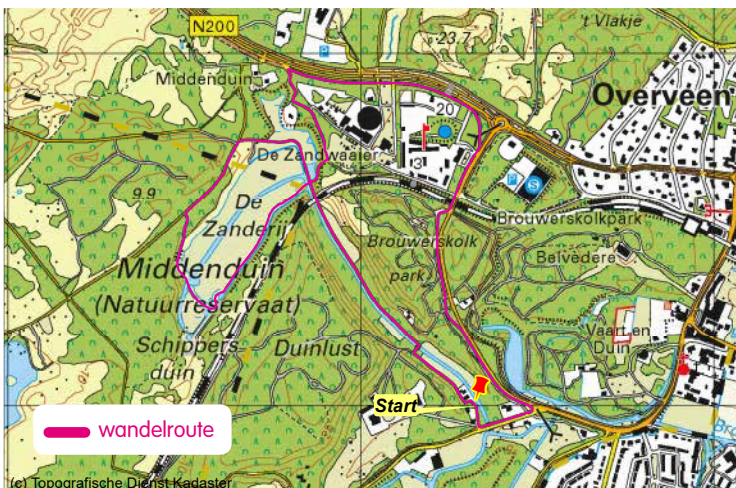 N200
't Vlakje
23.7
P
Middenduin
Overveen
20
De Zandwaaier
3
P
S
9.9
De
Zanderij
Brouwerskolkpark
Brouwerskolk
park
Belvédère
Middenduin
(Natuurreservaat)
Schippers-
duin
Duinlust
Vaart en
Duin
Start
wandelroute
(c) Topografische Dienst Kadaster